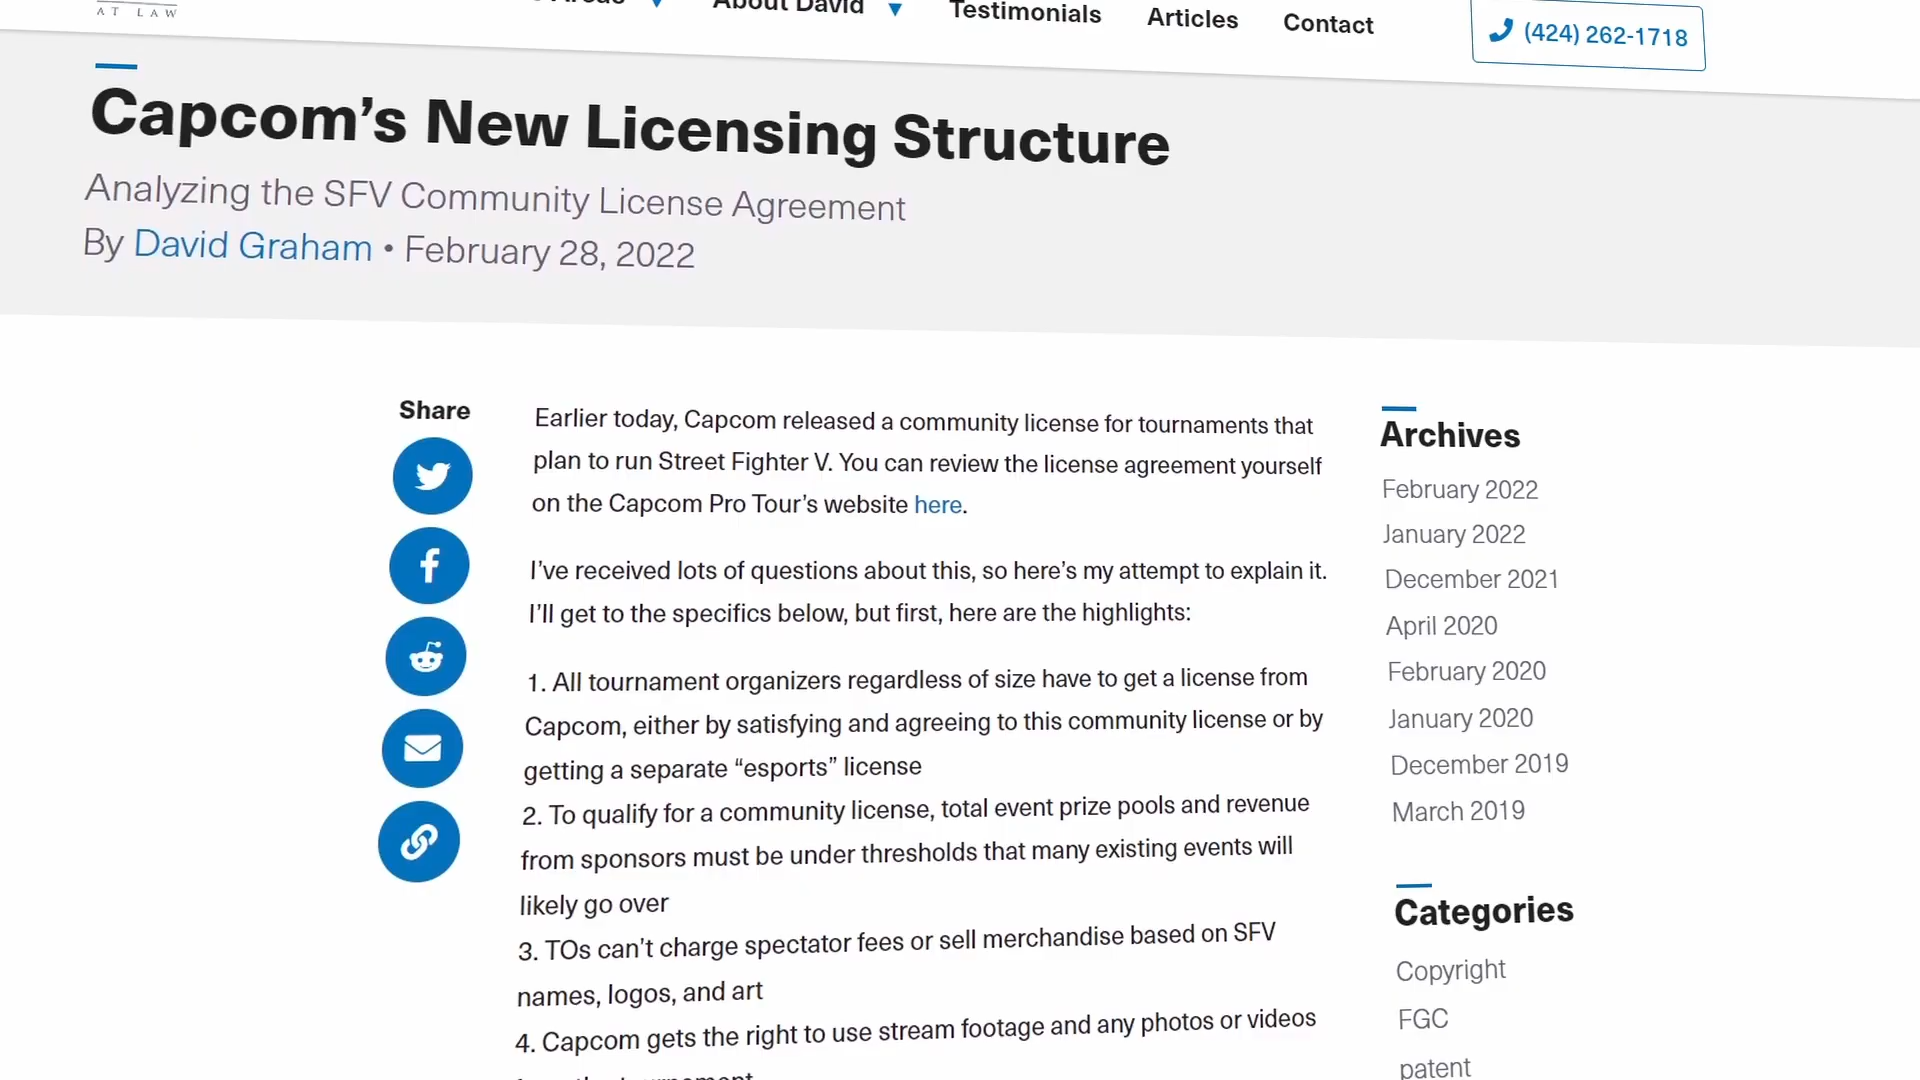 AT LAW
About David
Testimonials
Articles
Contact
(424) 262-1718
Capcom’s New Licensing Structure
Analyzing the SFV Community License Agreement
By David Graham • February 28, 2022
Share
Earlier today, Capcom released a community license for tournaments that
plan to run Street Fighter V. You can review the license agreement yourself
on the Capcom Pro Tour’s website here.
I’ve received lots of questions about this, so here’s my attempt to explain it.
I’ll get to the specifics below, but first, here are the highlights:
1. All tournament organizers regardless of size have to get a license from
Capcom, either by satisfying and agreeing to this community license or by
getting a separate “esports” license
2. To qualify for a community license, total event prize pools and revenue
from sponsors must be under thresholds that many existing events will
likely go over
3. TOs can’t charge spectator fees or sell merchandise based on SFV
names, logos, and art
4. Capcom gets the right to use stream footage and any photos or videos
Archives
February 2022
January 2022
December 2021
April 2020
February 2020
January 2020
December 2019
March 2019
Categories
Copyright
FGC
patent